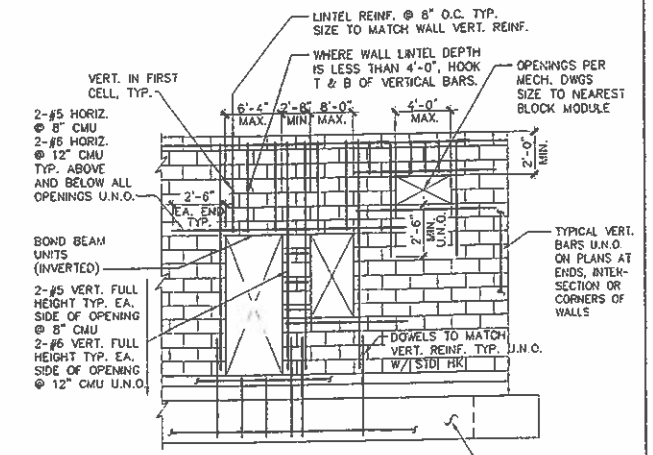 LINTEL REINF. @ 8" O.C. TYP.
SIZE TO MATCH WALL VERT. REINF.
WHERE WALL LINTEL DEPTH
IS LESS THAN 4'-0", HOOK
T & B OF VERTICAL BARS.
OPENINGS PER
MECH. DWGS
SIZE TO NEAREST
BLOCK MODULE
VERT. IN FIRST
CELL, TYP.
6'-4"
MAX.
2'-8"
MIN
8'-0"
MAX.
4'-0"
MAX.
2'-0"
MIN.
2-#5 HORIZ.
@ 8" CMU
2-#6 HORIZ.
@ 12" CMU
TYP. ABOVE
AND BELOW ALL
OPENINGS U.N.O.
2'-6"
EA. END
TYP.
2'-6"
MIN.
U.N.O.
BOND BEAM
UNITS
(INVERTED)
2-#5 VERT. FULL
HEIGHT TYP. EA.
SIDE OF OPENING
@ 8" CMU
2-#6 VERT. FULL
HEIGHT TYP. EA.
SIDE OF OPENING
@ 12" CMU U.N.O.
TYPICAL VERT.
BARS U.N.O.
ON PLANS AT
ENDS, INTER-
SECTION OR
CORNERS OF
WALLS
DOWELS TO MATCH
VERT. REINF. TYP. U.N.O.
W/ STD HK